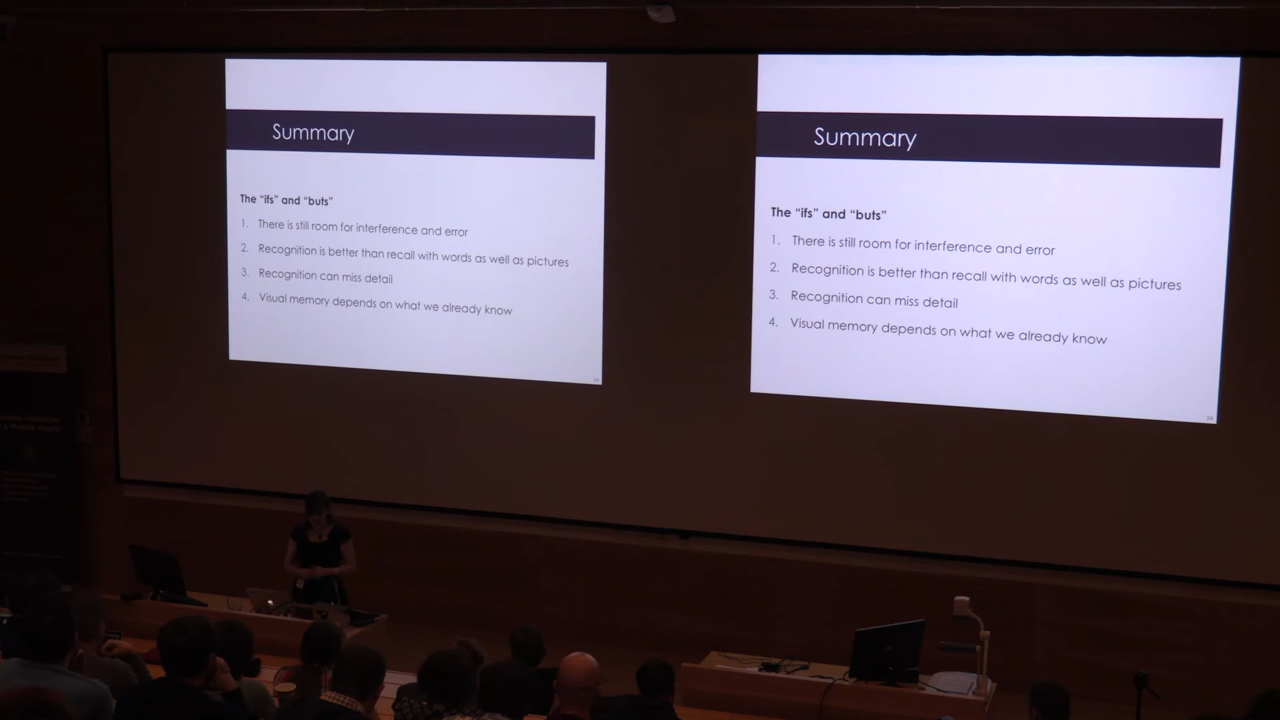 Summary
The “ifs” and “buts”
1. There is still room for interference and error
2. Recognition is better than recall with words as well as pictures
3. Recognition can miss detail
4. Visual memory depends on what we already know
Summary
The “ifs” and “buts”
1. There is still room for interference and error
2. Recognition is better than recall with words as well as pictures
3. Recognition can miss detail
4. Visual memory depends on what we already know